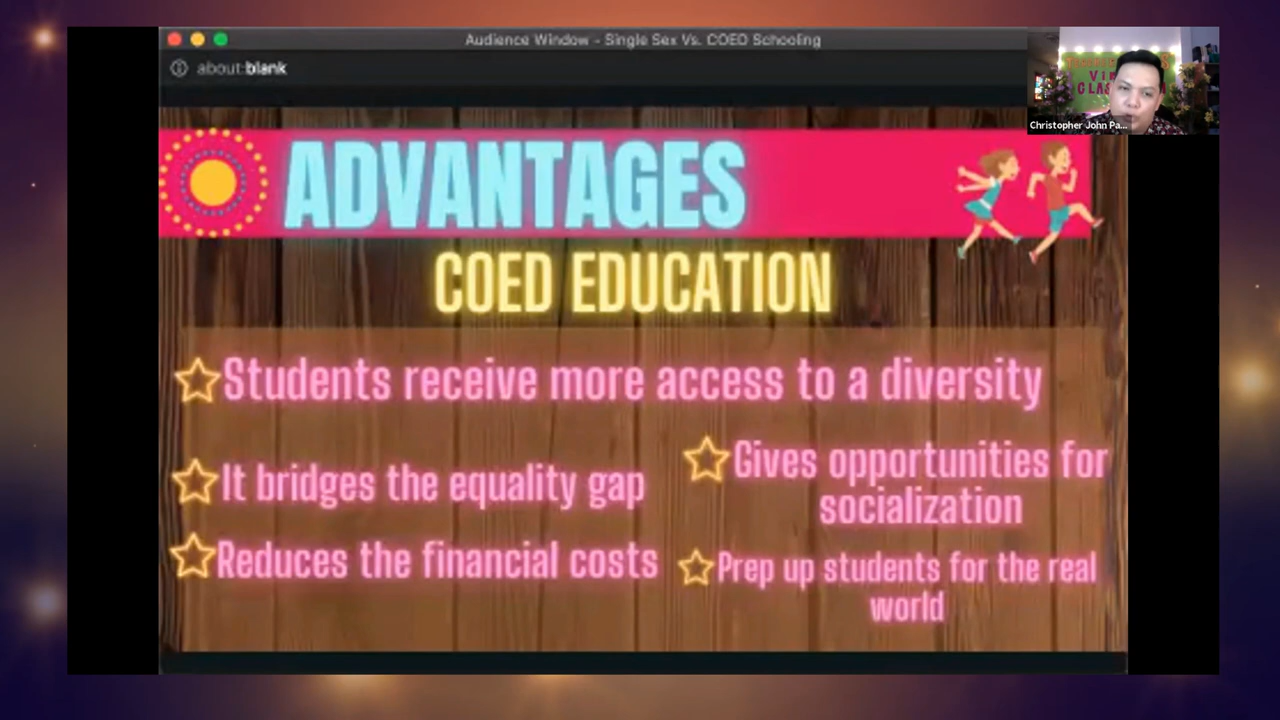 Audience Window - Single Sex Vs. COED Schooling
about:blank
Christopher John Pa...
ADVANTAGES
COED EDUCATION
Students receive more access to a diversity
It bridges the equality gap
Reduces the financial costs
Gives opportunities for
socialization
Prep up students for the real
world